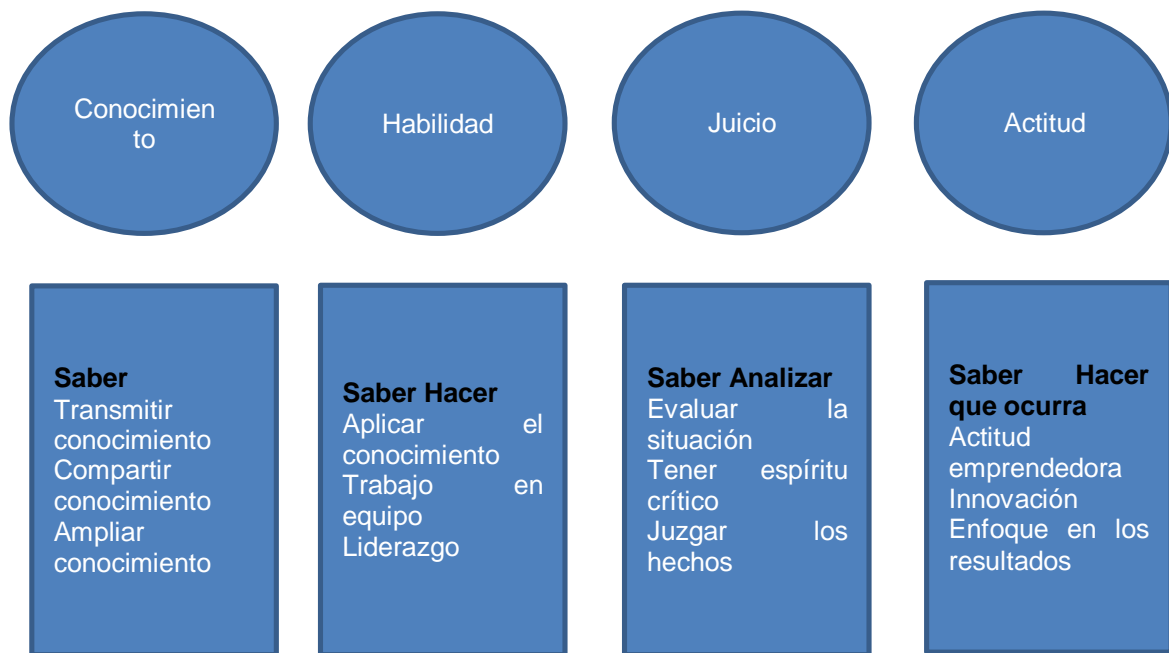 Conocimien
to
Habilidad
Juicio
Actitud
Saber
Transmitir
conocimiento
Compartir
conocimiento
Ampliar
conocimiento
Saber Hacer
Aplicar el
conocimiento
Trabajo en
equipo
Liderazgo
Saber Analizar
Evaluar la
situación
Tener espíritu
crítico
Juzgar los
hechos
Saber Hacer
que ocurra
Actitud
emprendedora
Innovación
Enfoque en los
resultados